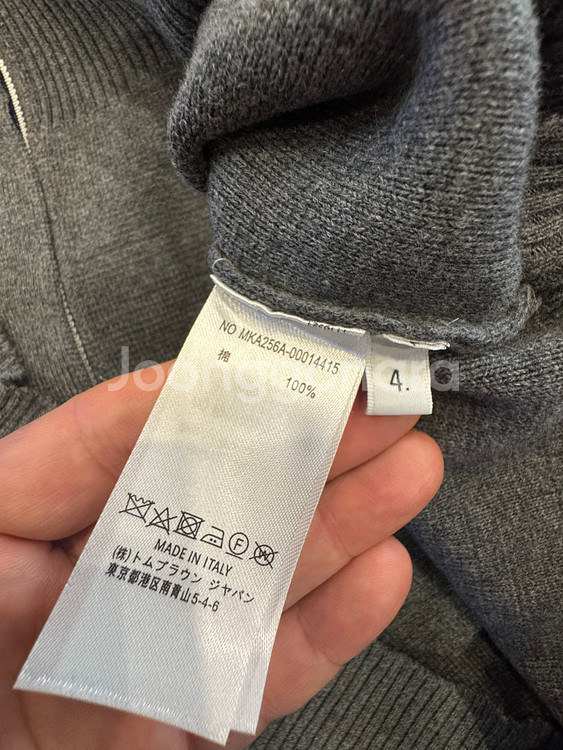 NO MKA256A-00014415
綿
100%
4.
Joonggonara
MADE IN ITALY
(株)トムブラウン ジャパン
東京都港区南青山5-4-6